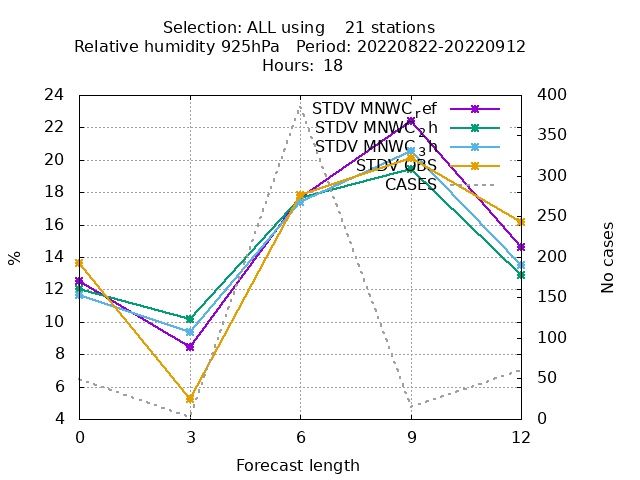 Selection: ALL using    21 stations
Relative humidity 925hPa   Period: 20220822-20220912
Hours: 18
STDV MNWC_ref
STDV MNWC_2h
STDV MNWC_3h
STDV OBS
CASES
24
22
20
18
16
14
12
10
8
6
4
%
400
350
300
250
200
150
100
50
0
No cases
0 3 6 9 12
Forecast length